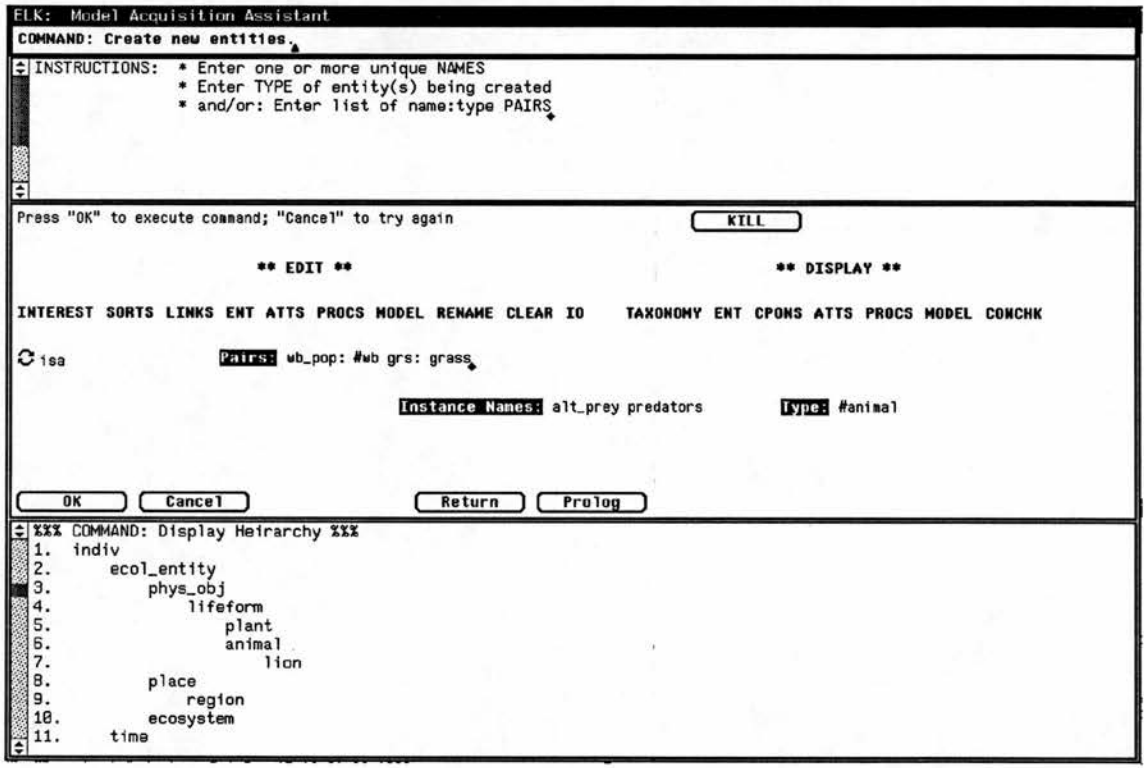 ELK: Model Acquisition Assistant
COMMAND: Create new entities.
INSTRUCTIONS: * Enter one or more unique NAMES
* Enter TYPE of entity(s) being created
* and/or: Enter list of name:type PAIRS
Press "OK" to execute command; "Cancel" to try again KILL
** EDIT ** ** DISPLAY **
INTEREST SORTS LINKS ENT ATTS PROCS MODEL RENAME CLEAR IO TAXONOMY ENT CPONS ATTS PROCS MODEL CONCHK
isa Pairs: wb_pop: #wb grs: grass
Instance Names: alt_prey predators Type: #animal
OK Cancel Return Prolog
%%% COMMAND: Display Heirarchy %%%
1. indiv
2. ecol_entity
3. phys_obj
4. lifeform
5. plant
6. animal
7. lion
8. place
9. region
10. ecosystem
11. time